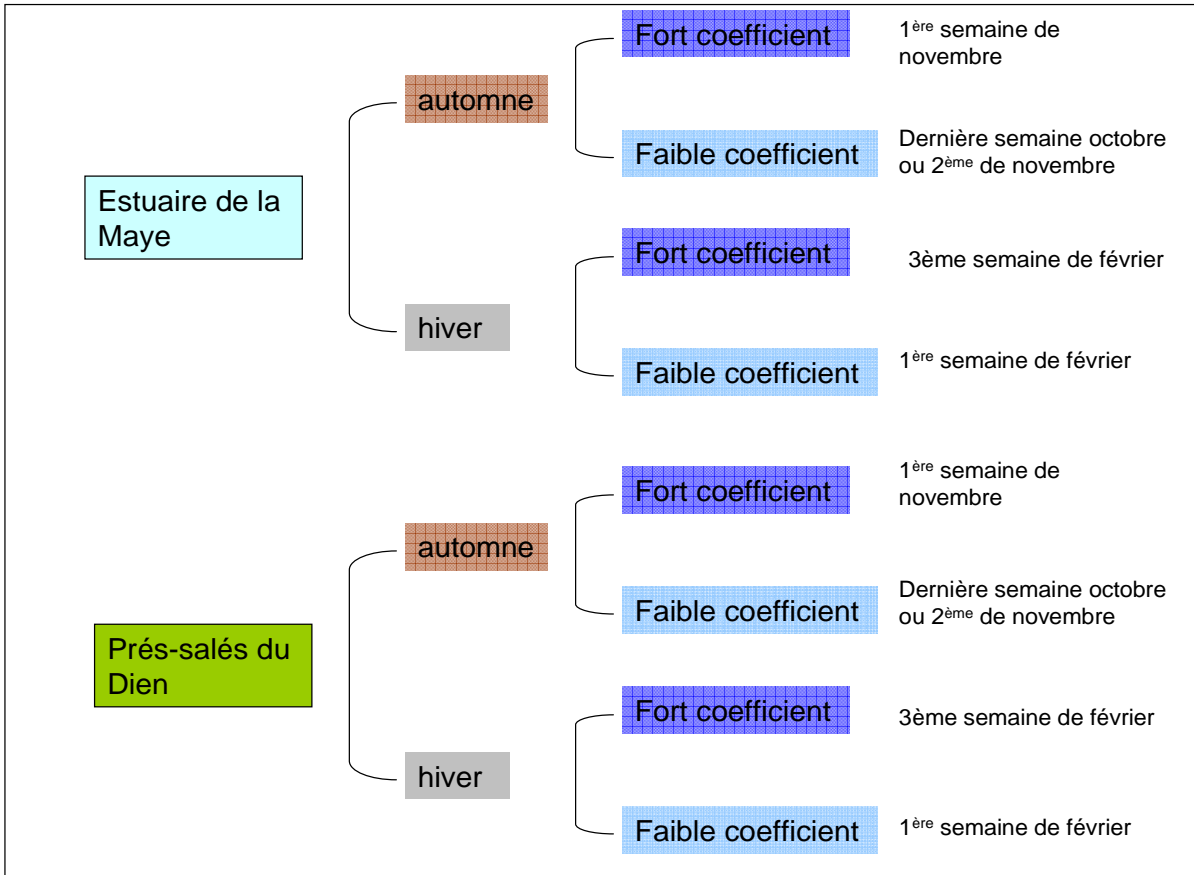 Fort coefficient
1ère semaine de
novembre
automne
Faible coefficient
Dernière semaine octobre
ou 2ème de novembre
Estuaire de la
Maye
Fort coefficient
3ème semaine de février
hiver
Faible coefficient
1ère semaine de février
Fort coefficient
1ère semaine de
novembre
automne
Faible coefficient
Dernière semaine octobre
ou 2ème de novembre
Prés-salés du
Dien
Fort coefficient
3ème semaine de février
hiver
Faible coefficient
1ère semaine de février